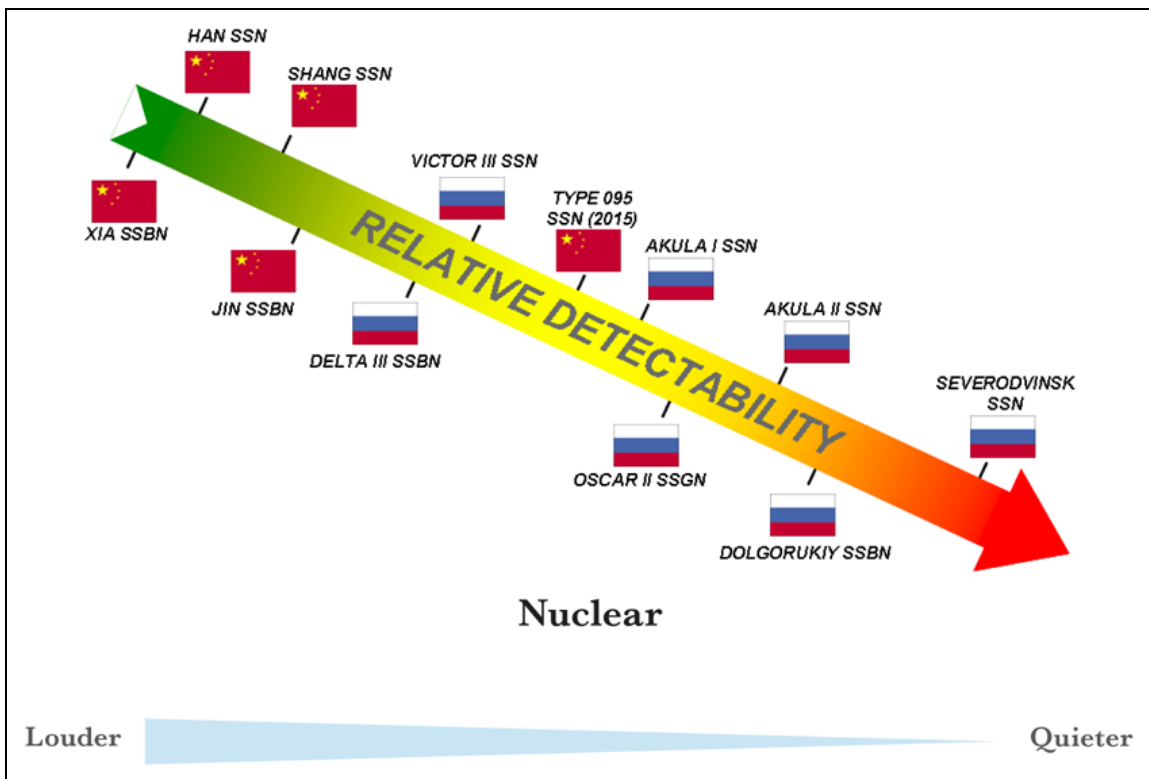 HAN SSN
SHANG SSN
VICTOR III SSN
TYPE 095
SSN (2015)
AKULA I SSN
AKULA II SSN
SEVERODVINSK
SSN
XIA SSBN
JIN SSBN
DELTA III SSBN
OSCAR II SSGN
DOLGORUKIY SSBN
RELATIVE DETECTABILITY
Nuclear
Louder
Quieter